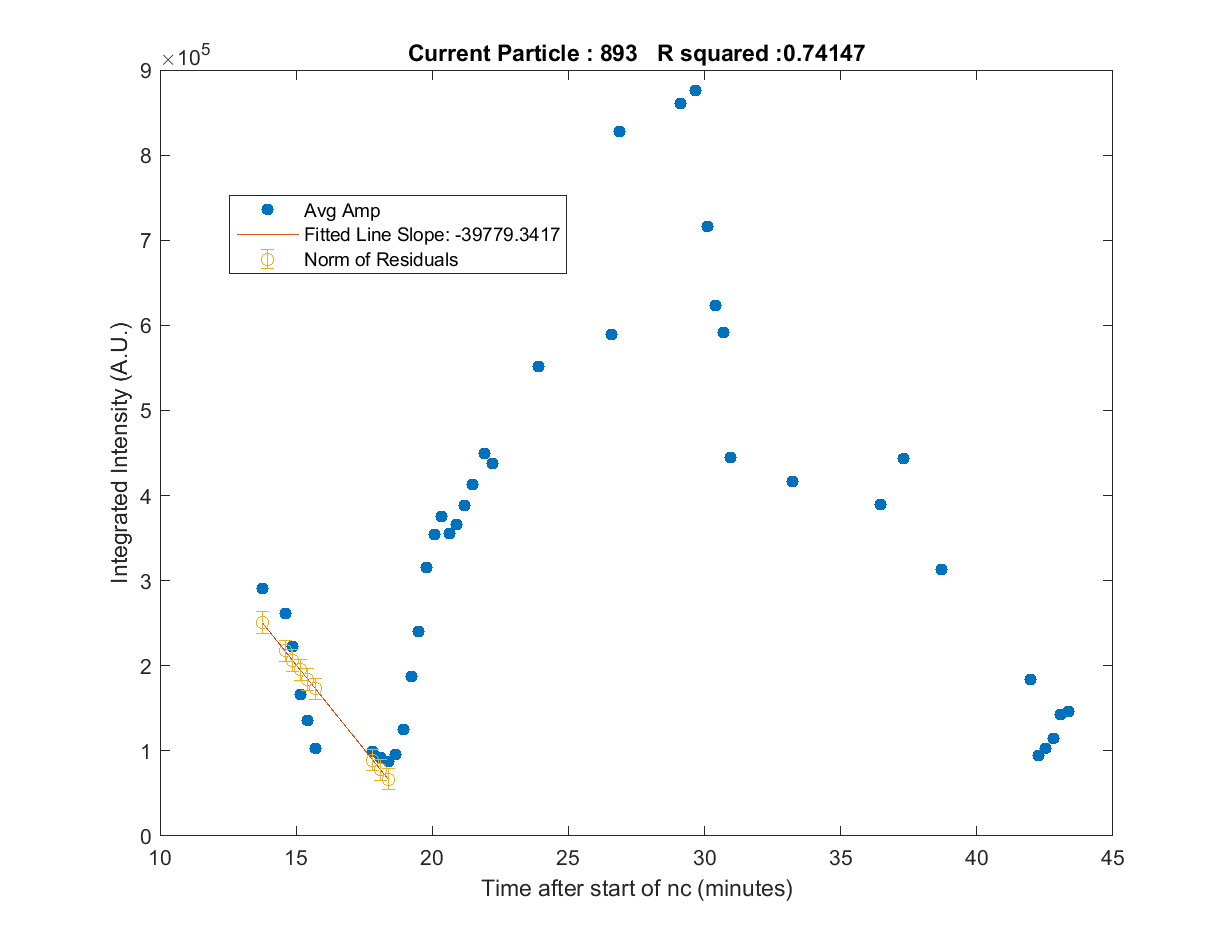 Current Particle : 893   R squared :0.74147
×10^5
9
8
7
6
5
4
3
2
1
0
Integrated Intensity (A.U.)
Avg Amp
Fitted Line Slope: -39779.3417
Norm of Residuals
10 15 20 25 30 35 40 45
Time after start of nc (minutes)